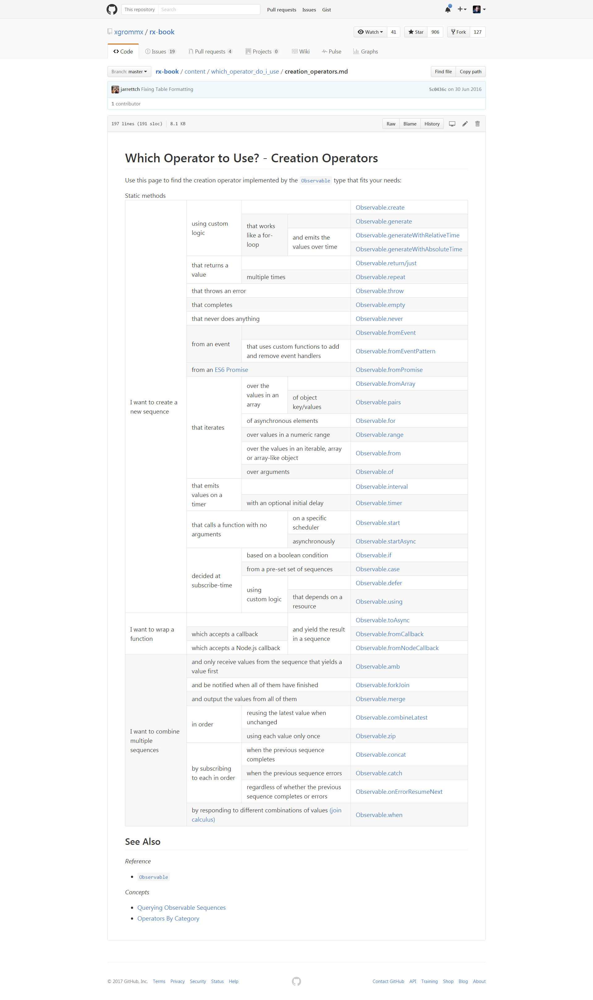 This repository Search Pull requests Issues Gist
xgrommx / rx-book Watch 41 Star 906 Fork 127
Code Issues 19 Pull requests 4 Projects 0 Wiki Pulse Graphs
Branch: master rx-book / content / which_operator_do_i_use / creation_operators.md Find file Copy path
jarrettch Fixing Table Formatting 5c0436c on 30 Jun 2016
1 contributor
197 lines (191 sloc) 8.1 KB Raw Blame History
Which Operator to Use? - Creation Operators
Use this page to find the creation operator implemented by the Observable type that fits your needs:
Static methods
I want to create a
new sequence
using custom
logic
Observable.create
that works
like a for-
loop
Observable.generate
and emits the
values over time
Observable.generateWithRelativeTime
Observable.generateWithAbsoluteTime
that returns a
value
Observable.return/just
multiple times Observable.repeat
that throws an error Observable.throw
that completes Observable.empty
that never does anything Observable.never
from an event
Observable.fromEvent
that uses custom functions to add
and remove event handlers
Observable.fromEventPattern
from an ES6 Promise Observable.fromPromise
that iterates
over the
values in an
array
Observable.fromArray
of object
key/values
Observable.pairs
of asynchronous elements Observable.for
over values in a numeric range Observable.range
over the values in an iterable, array
or array-like object
Observable.from
over arguments Observable.of
that emits
values on a
timer
Observable.interval
with an optional initial delay Observable.timer
that calls a function with no
arguments
on a specific
scheduler
Observable.start
asynchronously Observable.startAsync
decided at
subscribe-time
based on a boolean condition Observable.if
from a pre-set set of sequences Observable.case
using
custom logic
Observable.defer
that depends on a
resource
Observable.using
I want to wrap a
function
and yield the result
in a sequence
Observable.toAsync
which accepts a callback Observable.fromCallback
which accepts a Node.js callback Observable.fromNodeCallback
I want to combine
multiple
sequences
and only receive values from the sequence that yields a
value first
Observable.amb
and be notified when all of them have finished Observable.forkJoin
and output the values from all of them Observable.merge
in order
reusing the latest value when
unchanged
Observable.combineLatest
using each value only once Observable.zip
by subscribing
to each in order
when the previous sequence
completes
Observable.concat
when the previous sequence errors Observable.catch
regardless of whether the previous
sequence completes or errors
Observable.onErrorResumeNext
by responding to different combinations of values (join
calculus)
Observable.when
See Also
Reference
Observable
Concepts
Querying Observable Sequences
Operators By Category
© 2017 GitHub, Inc. Terms Privacy Security Status Help Contact GitHub API Training Shop Blog About